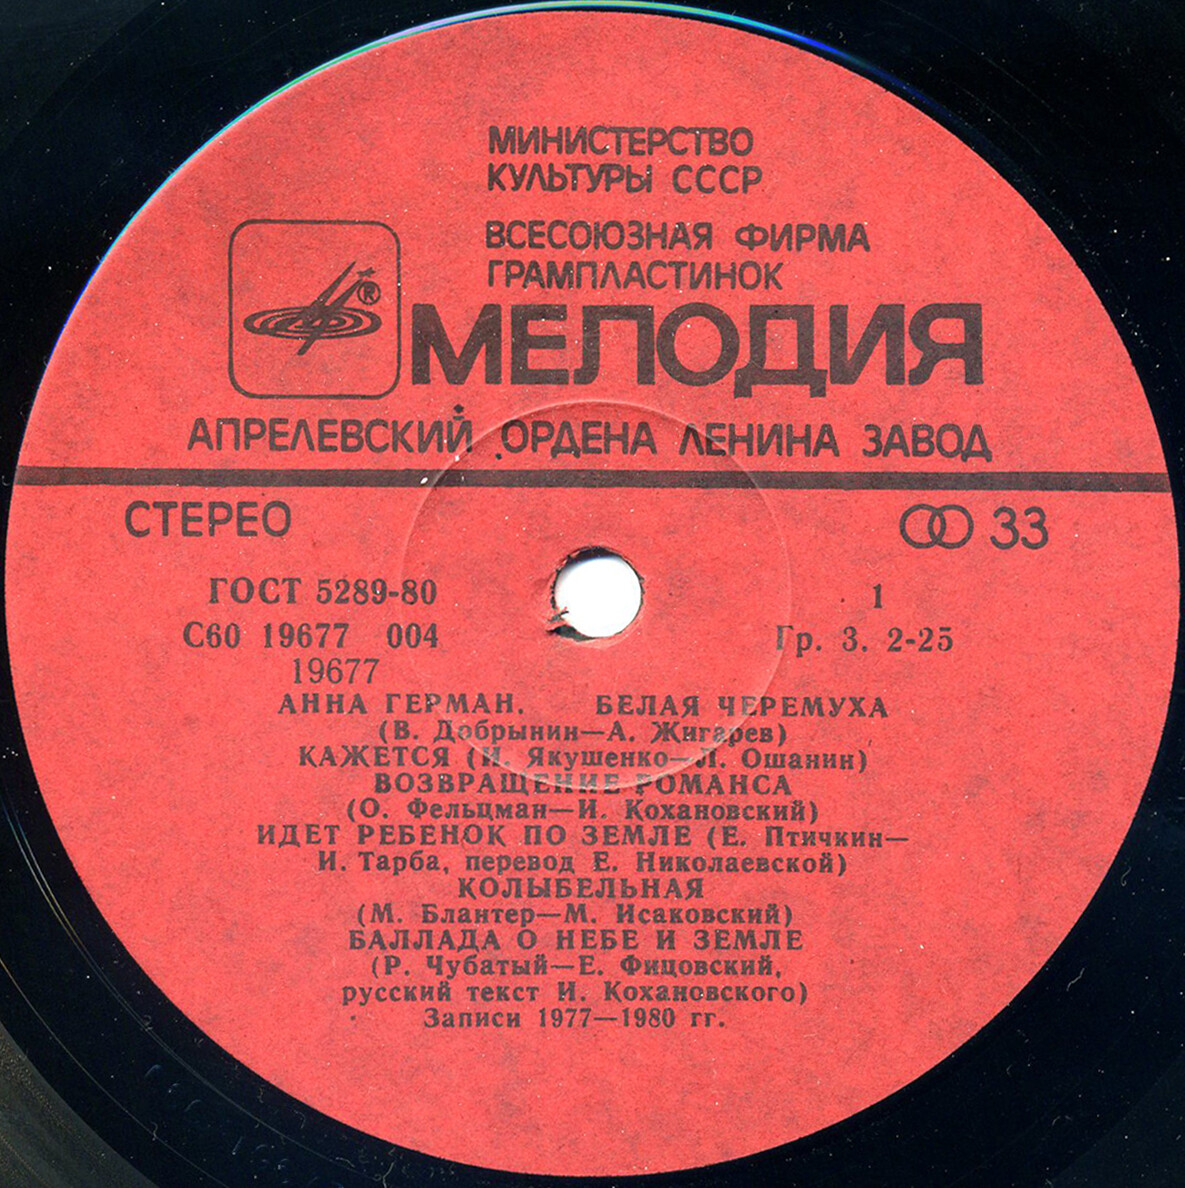 МИНИСТЕРСТВО
КУЛЬТУРЫ СССР
ВСЕСОЮЗНАЯ ФИРМА
ГРАМПЛАСТИНОК
®
МЕЛОДИЯ
АПРЕЛЕВСКИЙ ОРДЕНА ЛЕНИНА ЗАВОД
СТЕРЕО 33
ГОСТ 5289-80 1
С60 19677 004 Гр. 3. 2-25
19677
АННА ГЕРМАН. БЕЛАЯ ЧЕРЕМУХА
(В. Добрынин—А. Жигарев)
КАЖЕТСЯ (И. Якушенко—Л. Ошанин)
ВОЗВРАЩЕНИЕ РОМАНСА
(О. Фельцман—И. Кохановский)
ИДЕТ РЕБЕНОК ПО ЗЕМЛЕ (Е. Птичкин—
И. Тарба, перевод Е. Николаевской)
КОЛЫБЕЛЬНАЯ
(М. Блантер—М. Исаковский)
БАЛЛАДА О НЕБЕ И ЗЕМЛЕ
(Р. Чубатый—Е. Фицовский,
русский текст И. Кохановского)
Записи 1977—1980 гг.